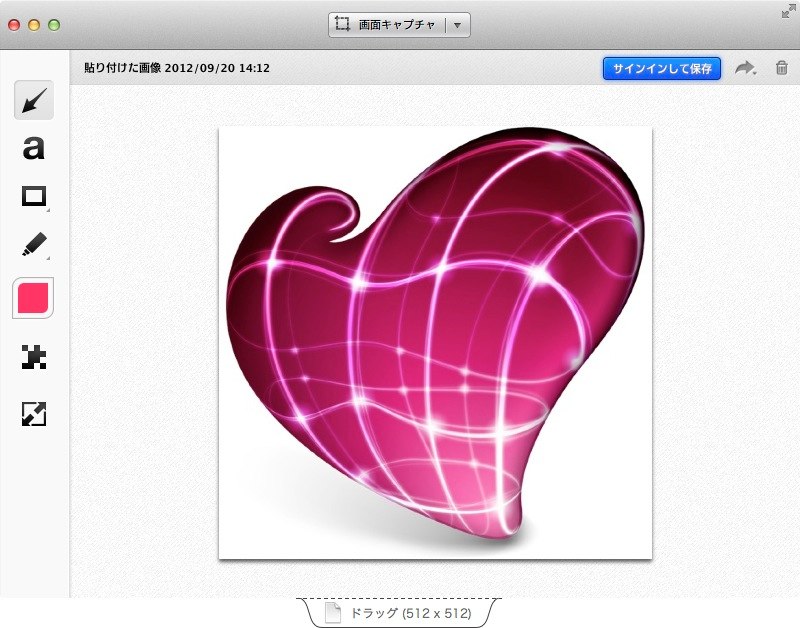 画面キャプチャ
貼り付けた画像 2012/09/20 14:12
サインインして保存
a
ドラッグ (512 x 512)